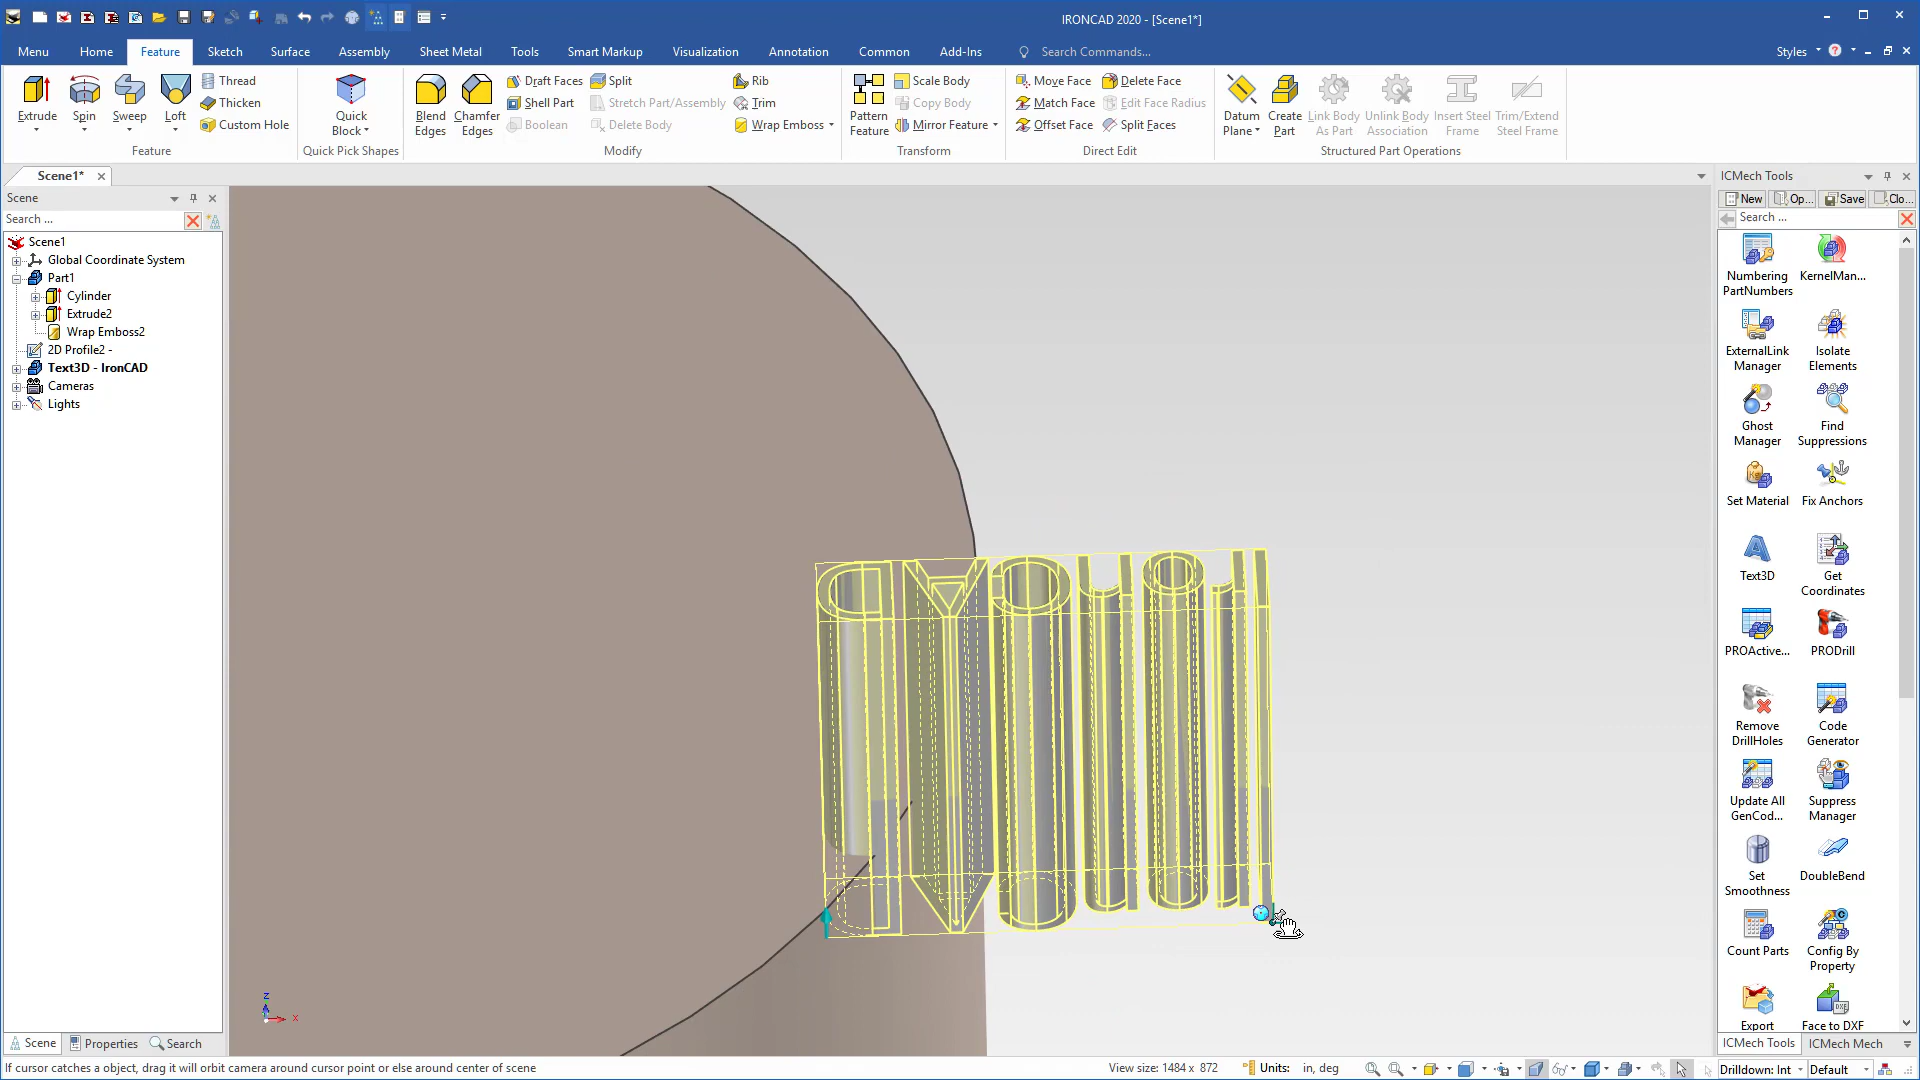 IRONCAD 2020 - [Scene1*]
Menu Home Feature Sketch Surface Assembly Sheet Metal Tools Smart Markup Visualization Annotation Common Add-Ins Search Commands... Styles
Extrude Spin Sweep Loft
Thread
Thicken
Custom Hole
Feature
Quick Block
Quick Pick Shapes
Blend Edges
Chamfer Edges
Draft Faces
Shell Part
Boolean
Split
Stretch Part/Assembly
Delete Body
Rib
Trim
Wrap Emboss
Modify
Pattern Feature
Scale Body
Copy Body
Mirror Feature
Transform
Move Face
Match Face
Offset Face
Delete Face
Edit Face Radius
Split Faces
Direct Edit
Datum Plane
Create Part
Link Body As Part
Unlink Body Association
Insert Steel Frame
Trim/Extend Steel Frame
Structured Part Operations
Scene1*
Scene
Search ...
Scene1
Global Coordinate System
Part1
Cylinder
Extrude2
Wrap Emboss2
2D Profile2 -
Text3D - IronCAD
Cameras
Lights
Z
X
Scene Properties Search
ICMech Tools
New Op... Save Clo...
Search ...
Numbering PartNumbers
KernelMan...
ExternalLink Manager
Isolate Elements
Ghost Manager
Find Suppressions
Set Material
Fix Anchors
Text3D
Get Coordinates
PROActive...
PRODrill
Remove DrillHoles
Code Generator
Update All GenCod...
Suppress Manager
Set Smoothness
DoubleBend
Count Parts
Config By Property
Export
Face to DXF
ICMech Tools ICMech Mech
If cursor catches a object, drag it will orbit camera around cursor point or else around center of scene
View size: 1484 x 872
Units: in, deg
Drilldown: Int
Default